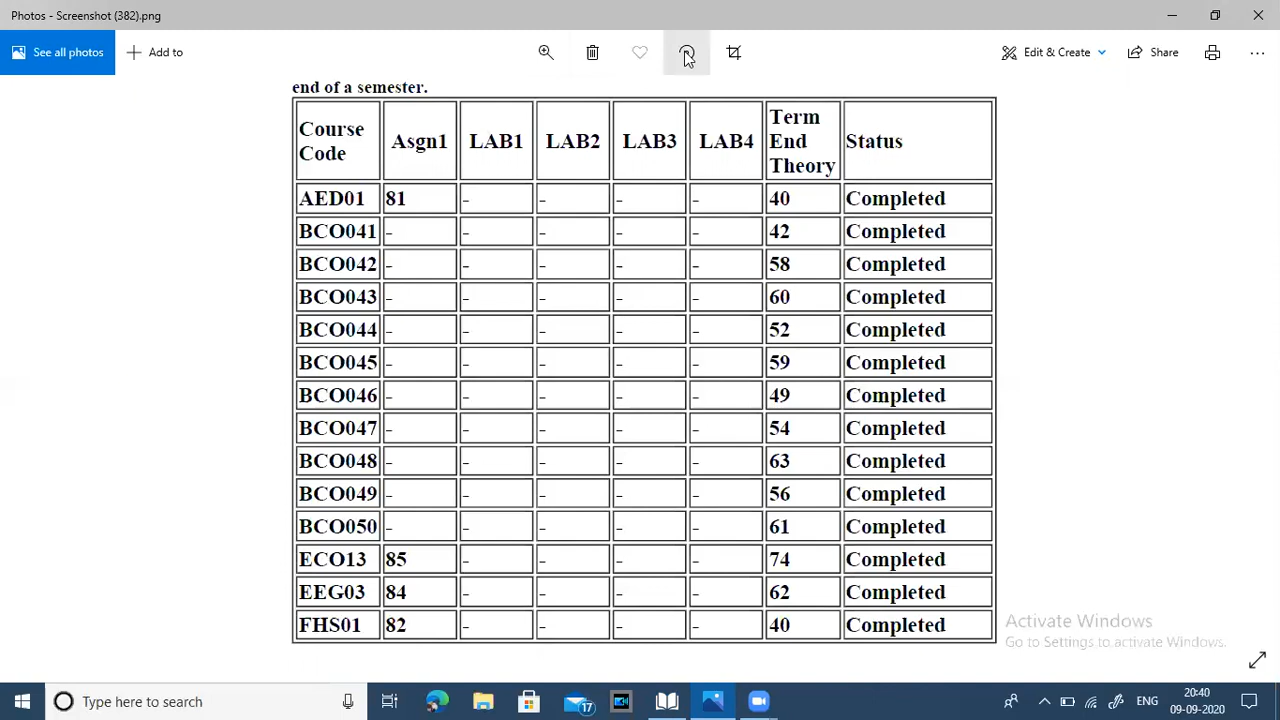 Photos - Screenshot (382).png
See all photos Add to Edit & Create Share
end of a semester.
Course Code Asgn1 LAB1 LAB2 LAB3 LAB4 Term End Theory Status
AED01 81 - - - - 40 Completed
BCO041 - - - - - 42 Completed
BCO042 - - - - - 58 Completed
BCO043 - - - - - 60 Completed
BCO044 - - - - - 52 Completed
BCO045 - - - - - 59 Completed
BCO046 - - - - - 49 Completed
BCO047 - - - - - 54 Completed
BCO048 - - - - - 63 Completed
BCO049 - - - - - 56 Completed
BCO050 - - - - - 61 Completed
ECO13 85 - - - - 74 Completed
EEG03 84 - - - - 62 Completed
FHS01 82 - - - - 40 Completed
Activate Windows
Go to Settings to activate Windows.
Type here to search 17 ENG 20:40
09-09-2020